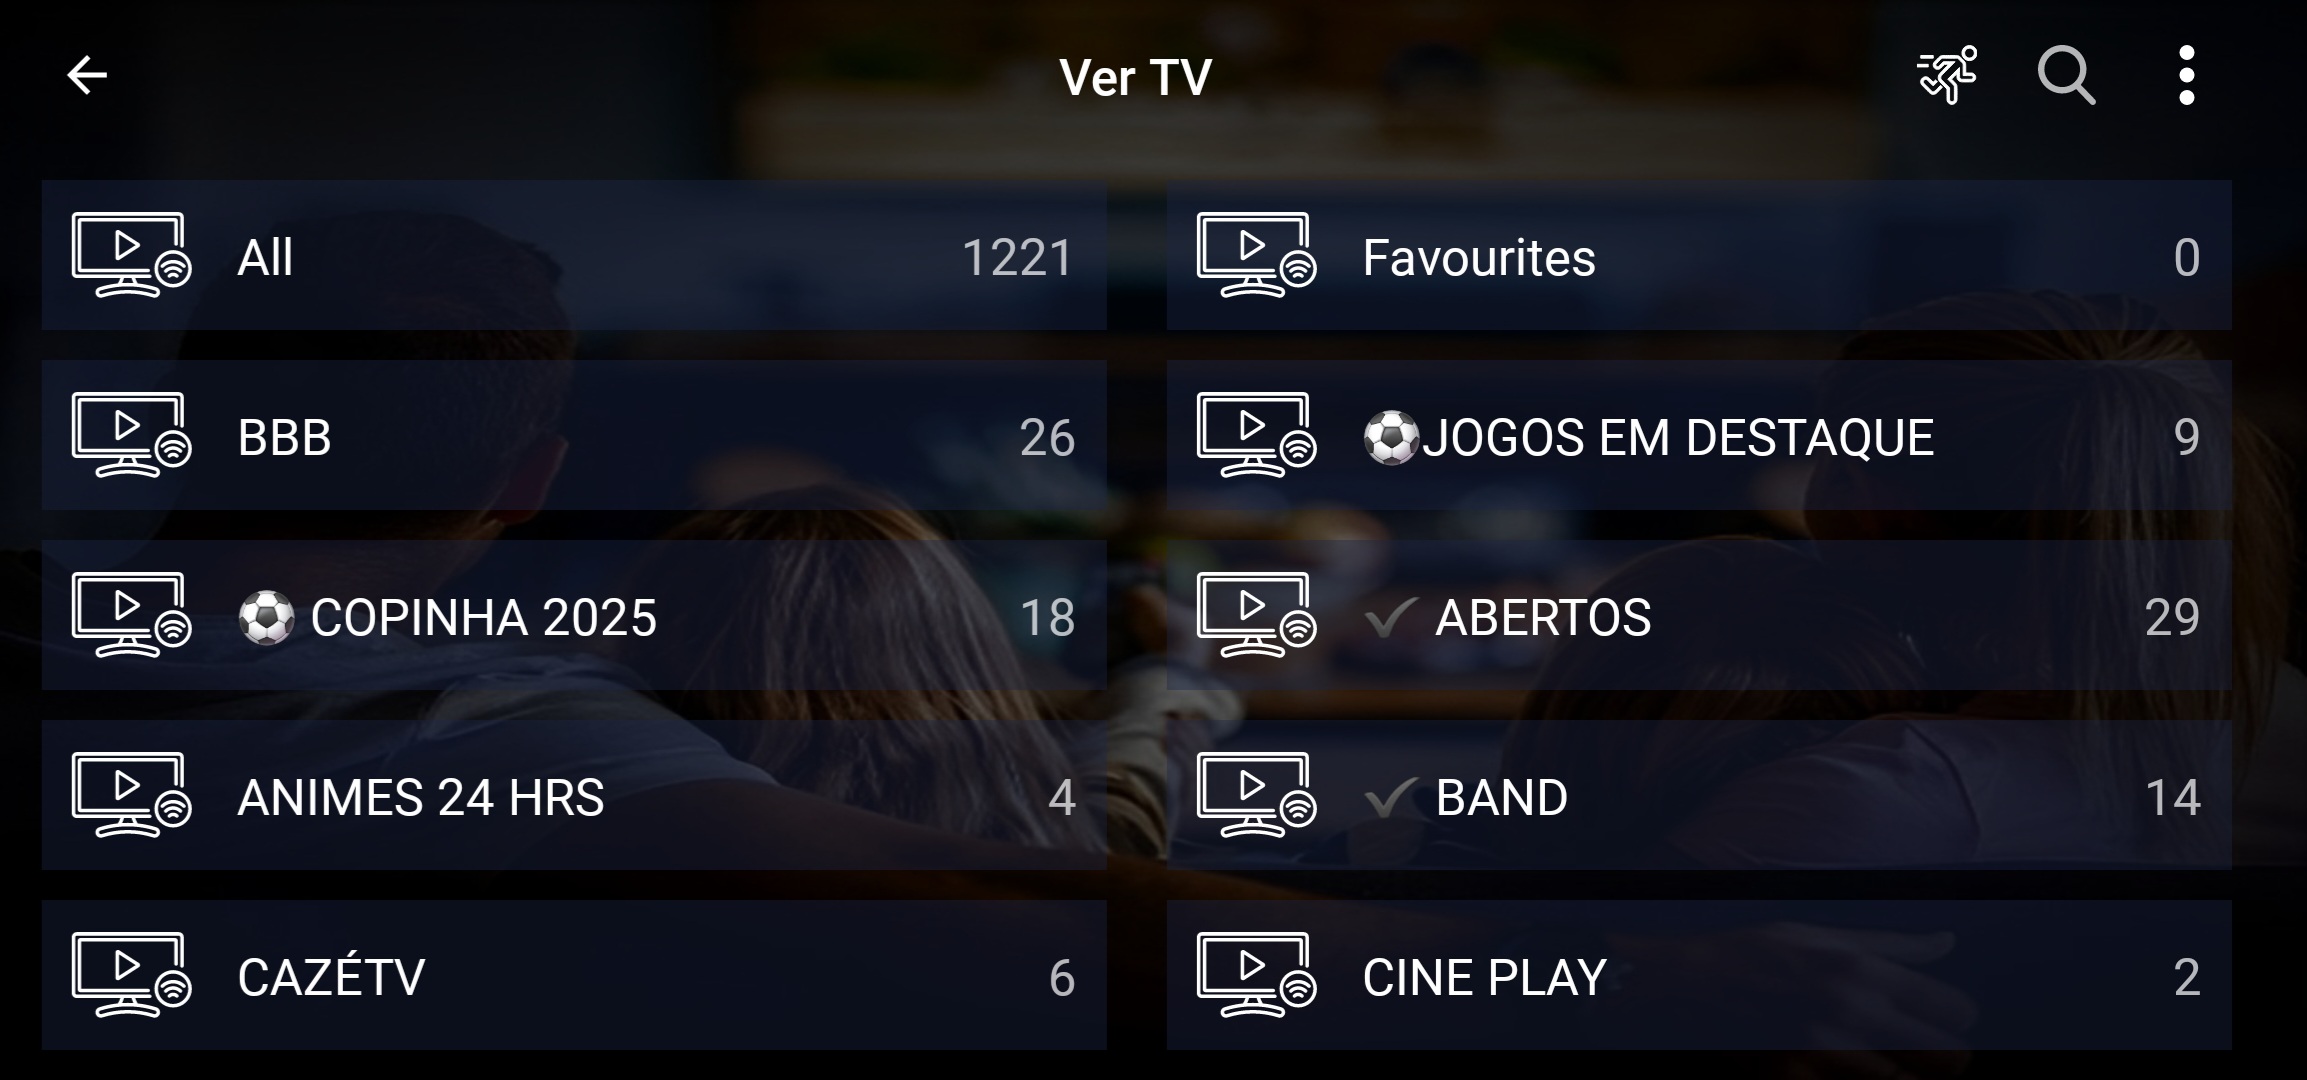 Ver TV
All 1221
Favourites 0
BBB 26
⚽JOGOS EM DESTAQUE 9
⚽ COPINHA 2025 18
✔ ABERTOS 29
ANIMES 24 HRS 4
✔ BAND 14
CAZÉTV 6
CINE PLAY 2